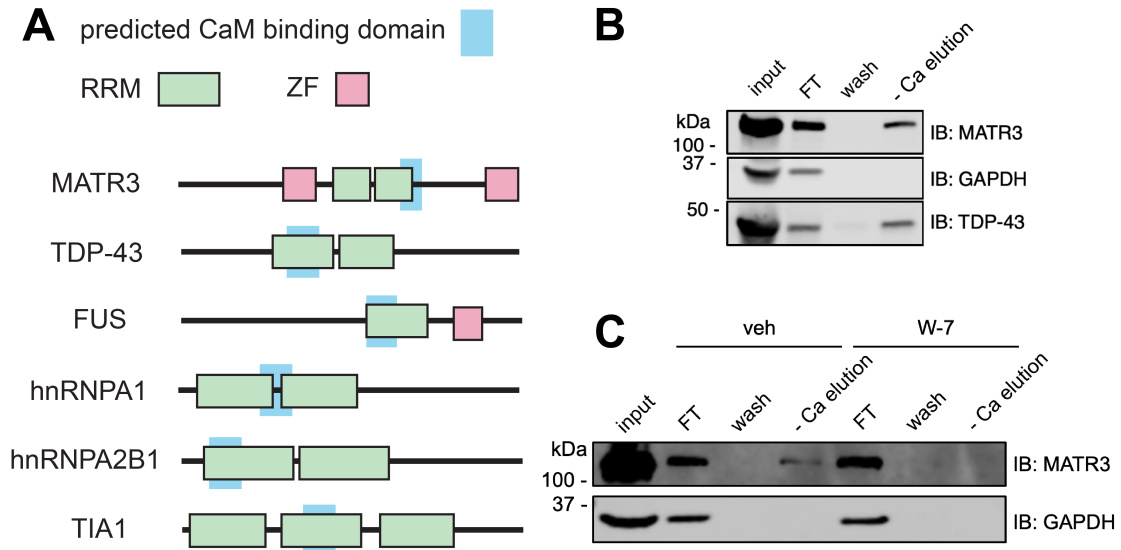 A
predicted CaM binding domain
RRM
ZF
MATR3
TDP-43
FUS
hnRNPA1
hnRNPA2B1
TIA1
B
input FT wash - Ca elution
kDa
100 -
IB: MATR3
37 -
IB: GAPDH
50 -
IB: TDP-43
C
veh W-7
input FT wash - Ca elution FT wash - Ca elution
kDa
100 -
IB: MATR3
37 -
IB: GAPDH